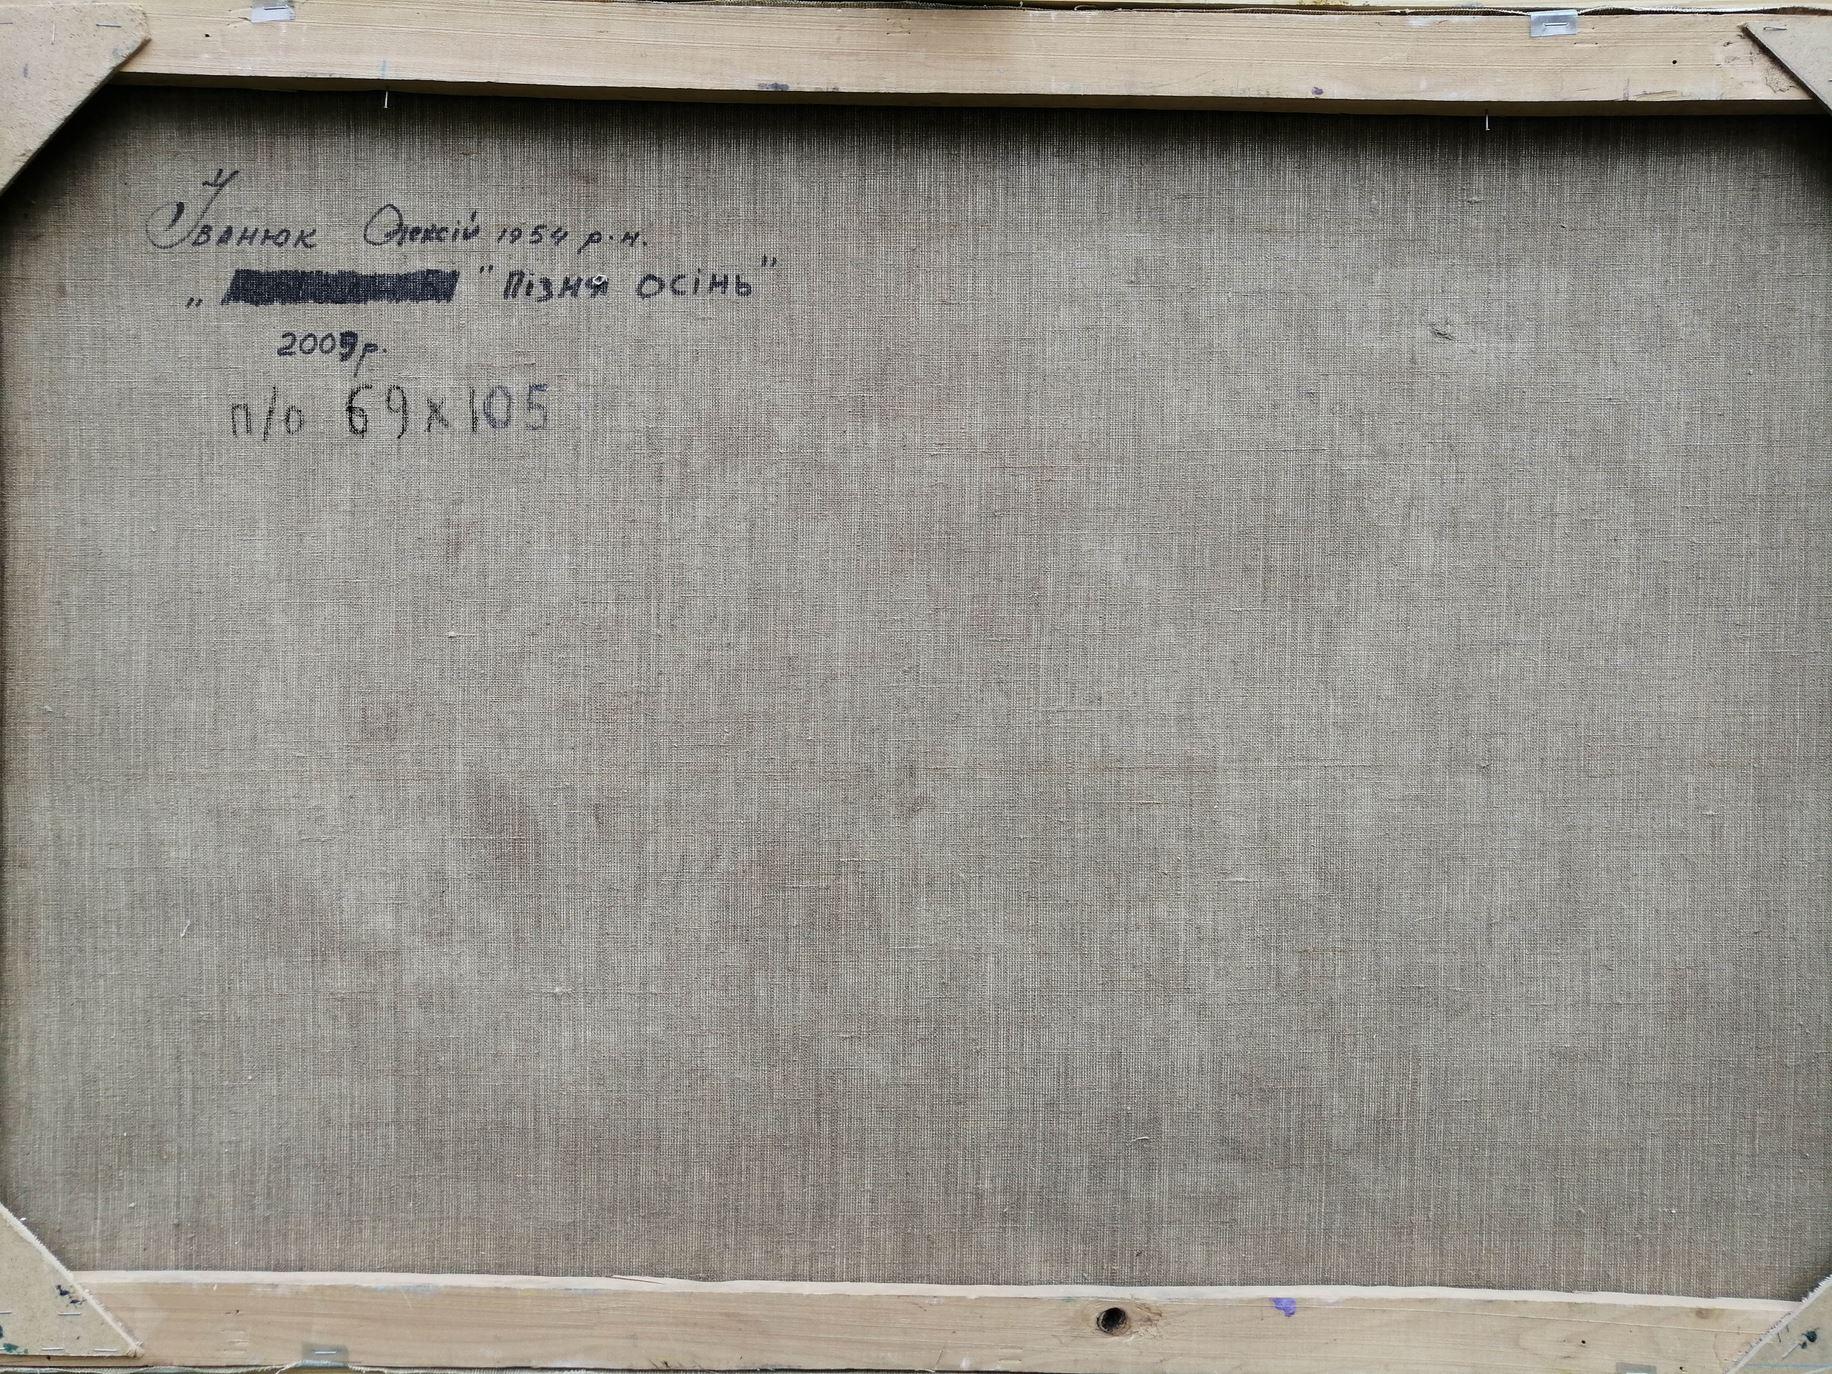 Іванюк Олексій 1954 р.н.
" "Пізня осінь"
2009р.
п/о 69х105